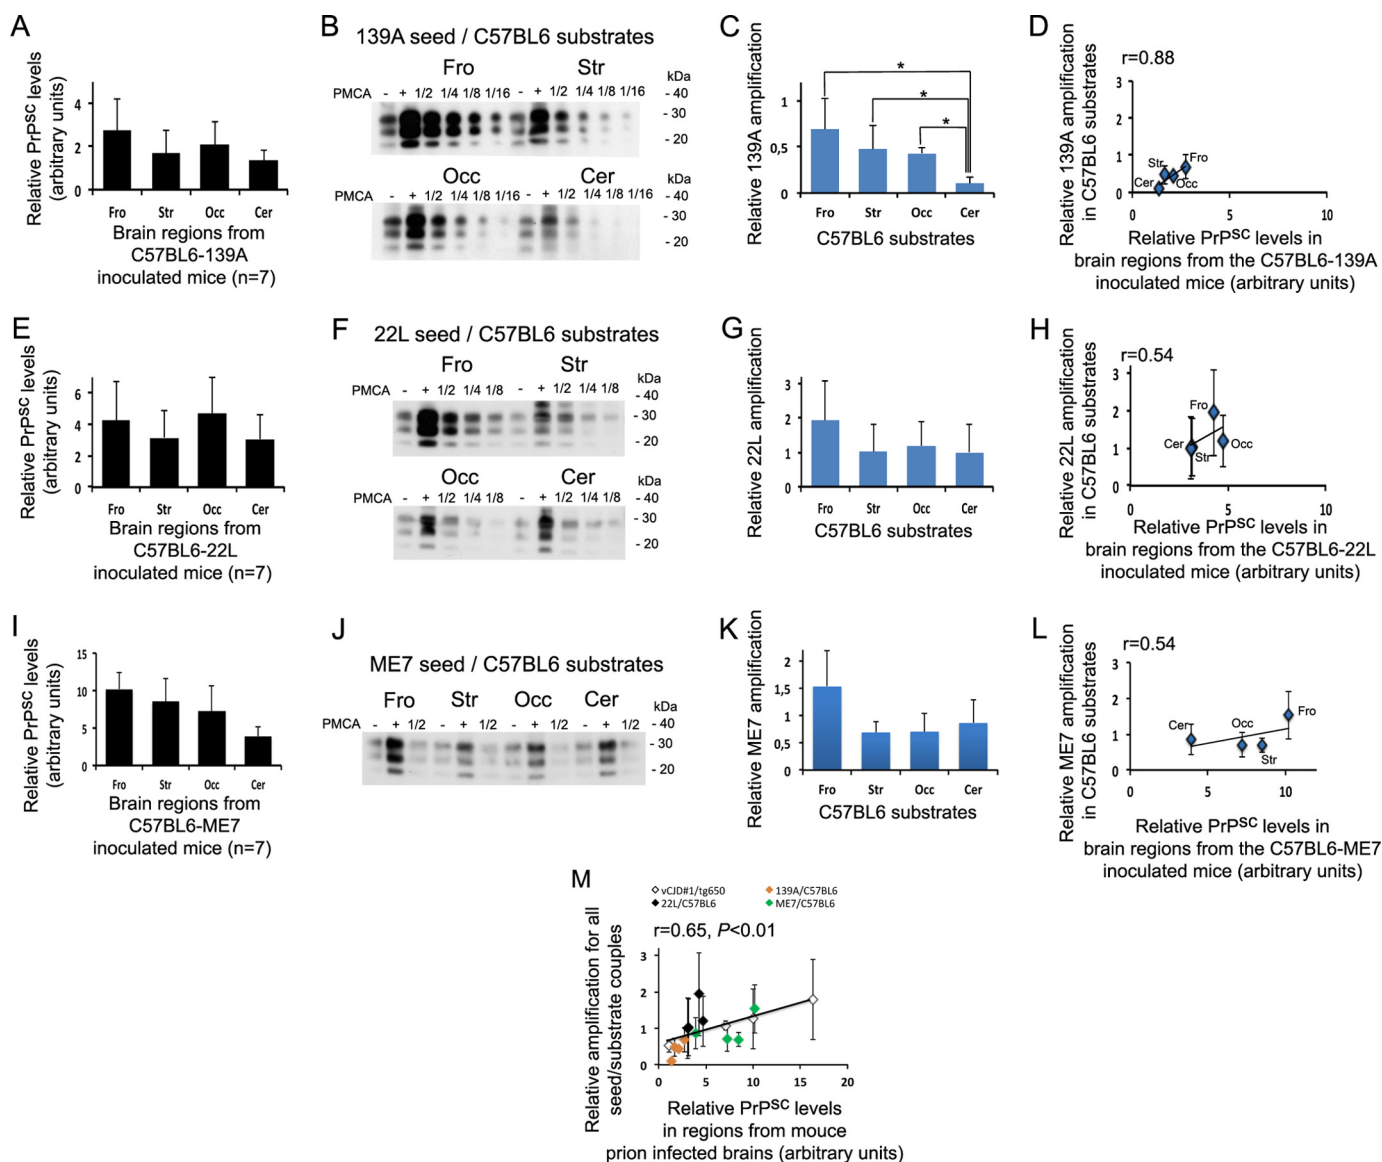 A
Relative PrPSC levels
(arbitrary units)
4
2
0
Fro Str Occ Cer
Brain regions from
C57BL6-139A
inoculated mice (n=7)
B
139A seed / C57BL6 substrates
Fro Str
kDa
PMCA - + 1/2 1/4 1/8 1/16 - + 1/2 1/4 1/8 1/16
- 40
- 30
- 20
Occ Cer
PMCA - + 1/2 1/4 1/8 1/16 - + 1/2 1/4 1/8 1/16
kDa
- 40
- 30
- 20
C
Relative 139A amplification
1
0,5
0
* * *
Fro Str Occ Cer
C57BL6 substrates
D
r=0.88
Relative 139A amplification
in C57BL6 substrates
3
2
1
0
Str Fro
Cer Occ
0 5 10
Relative PrPSC levels in
brain regions from the C57BL6-139A
inoculated mice (arbitrary units)
E
Relative PrPSC levels
(arbitrary units)
8
6
4
2
0
Fro Str Occ Cer
Brain regions from
C57BL6-22L
inoculated mice (n=7)
F
22L seed / C57BL6 substrates
Fro Str
kDa
PMCA - + 1/2 1/4 1/8 - + 1/2 1/4 1/8
- 40
- 30
- 20
Occ Cer
kDa
PMCA - + 1/2 1/4 1/8 - + 1/2 1/4 1/8
- 40
- 30
- 20
G
Relative 22L amplification
3
2
1
0
Fro Str Occ Cer
C57BL6 substrates
H
r=0.54
Relative 22L amplification
in C57BL6 substrates
3
2
1
0
Fro
Cer Occ
Str
0 5 10
Relative PrPSC levels in
brain regions from the C57BL6-22L
inoculated mice (arbitrary units)
I
Relative PrPSC levels
(arbitrary units)
15
10
5
0
Fro Str Occ Cer
Brain regions from
C57BL6-ME7
inoculated mice (n=7)
J
ME7 seed / C57BL6 substrates
Fro Str Occ Cer
kDa
PMCA - + 1/2 - + 1/2 - + 1/2 - + 1/2
- 40
- 30
- 20
K
Relative ME7 amplification
2
1,5
1
0,5
0
Fro Str Occ Cer
C57BL6 substrates
L
r=0.54
Relative ME7 amplification
in C57BL6 substrates
3
2
1
0
Cer Occ Fro
Str
0 5 10
Relative PrPSC levels in
brain regions from the C57BL6-ME7
inoculated mice (arbitrary units)
M
vCJD#1/tg650 139A/C57BL6
22L/C57BL6 ME7/C57BL6
r=0.65, P<0.01
Relative amplification for all
seed/substrate couples
3
2
1
0
0 5 10 15 20
Relative PrPSC levels
in regions from mouce
prion infected brains (arbitrary units)